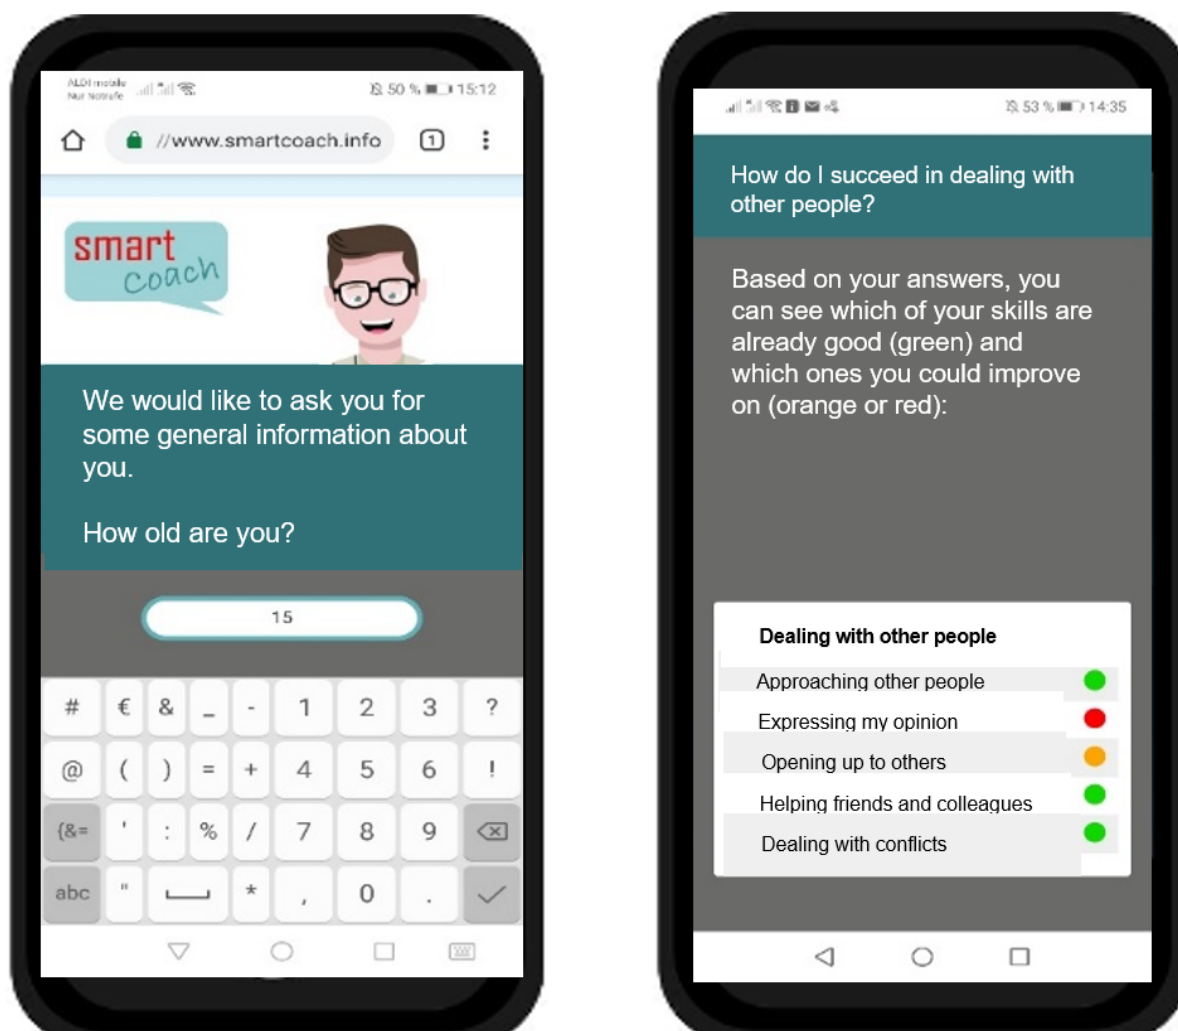 ALDI mobile
Nur Notrufe
50 % 15:12
//www.smartcoach.info 1
smart
coach
We would like to ask you for
some general information about
you.
How old are you?
15
# € & _ - 1 2 3 ?
@ ( ) = + 4 5 6 !
{&= ' : % / 7 8 9
abc " * , 0 .
53 % 14:35
How do I succeed in dealing with
other people?
Based on your answers, you
can see which of your skills are
already good (green) and
which ones you could improve
on (orange or red):
Dealing with other people
Approaching other people
Expressing my opinion
Opening up to others
Helping friends and colleagues
Dealing with conflicts